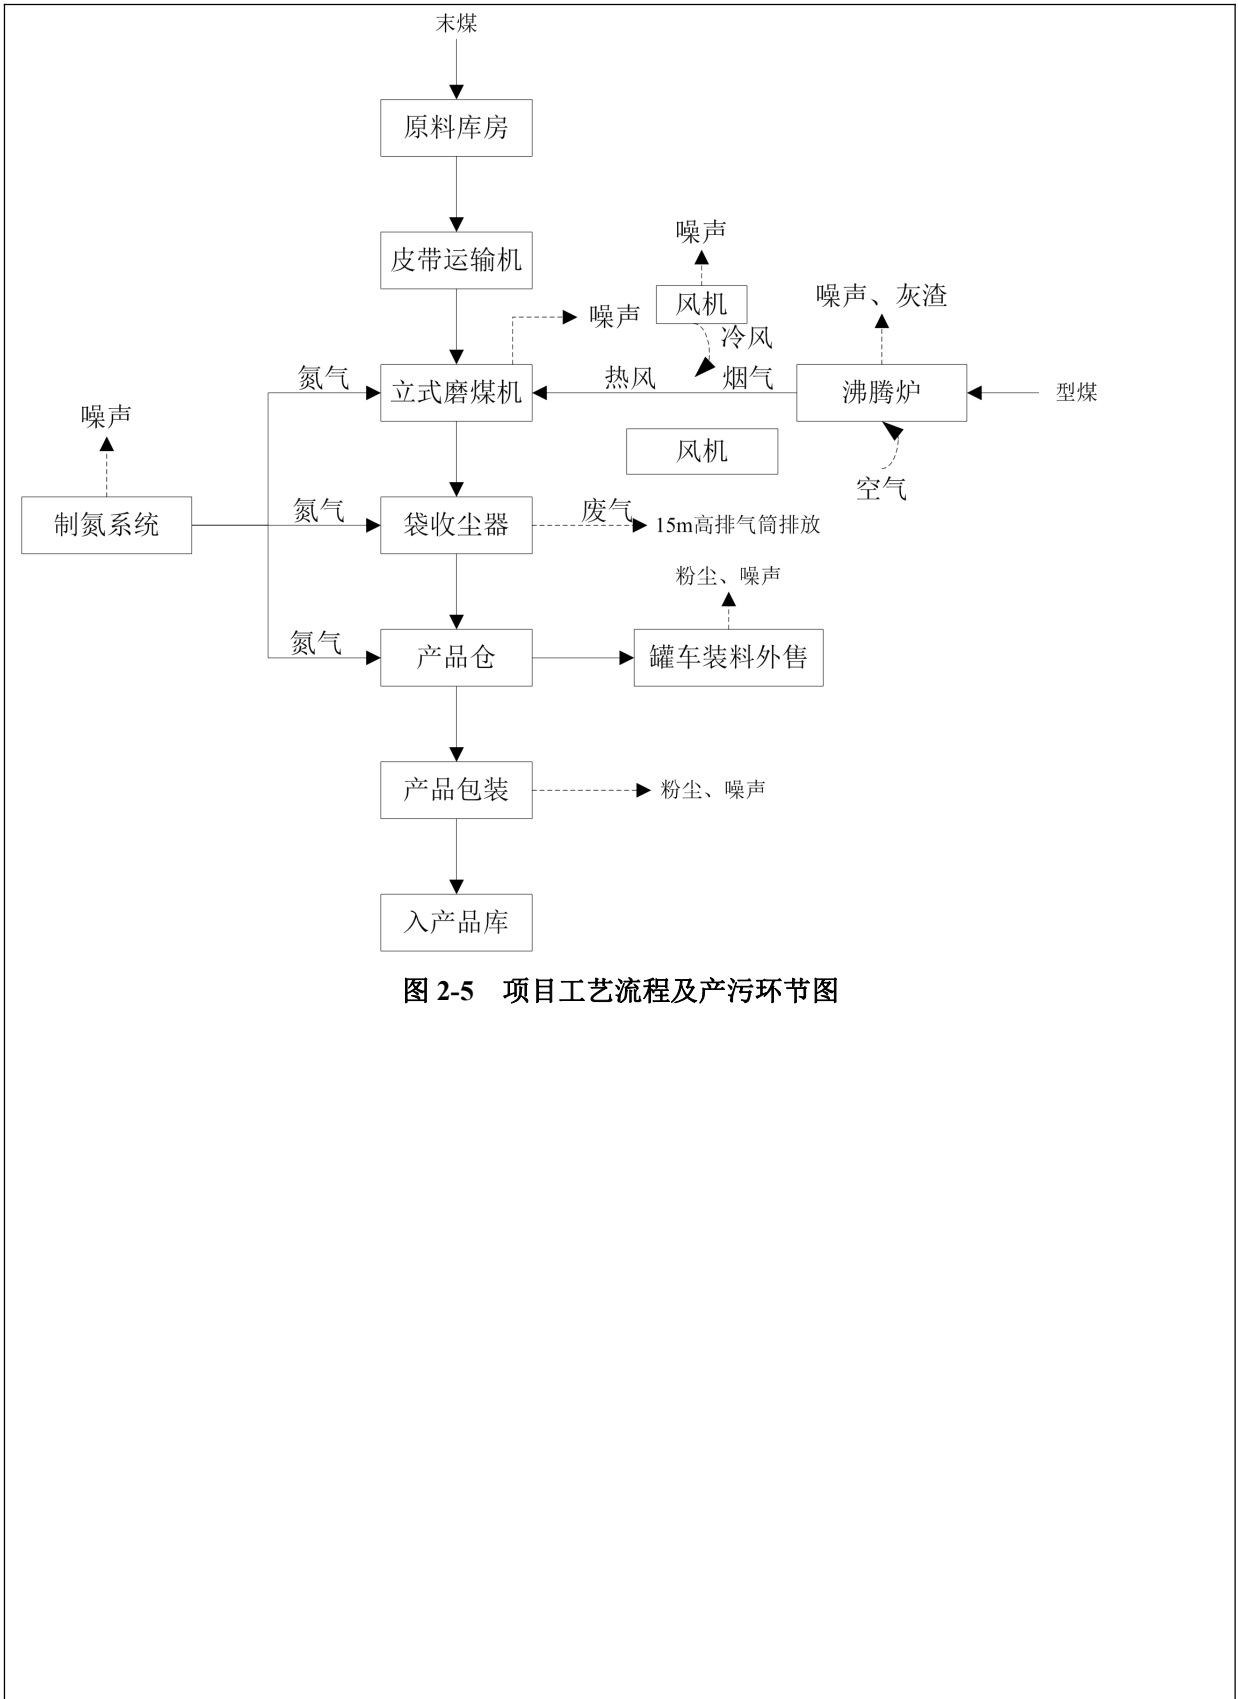 末煤
原料库房
皮带运输机
噪声
风机
冷风
噪声、灰渣
噪声
氮气
立式磨煤机
热风
烟气
沸腾炉
型煤
噪声
风机
空气
制氮系统
氮气
袋收尘器
废气
15m高排气筒排放
粉尘、噪声
氮气
产品仓
罐车装料外售
产品包装
粉尘、噪声
入产品库
图 2-5 项目工艺流程及产污环节图